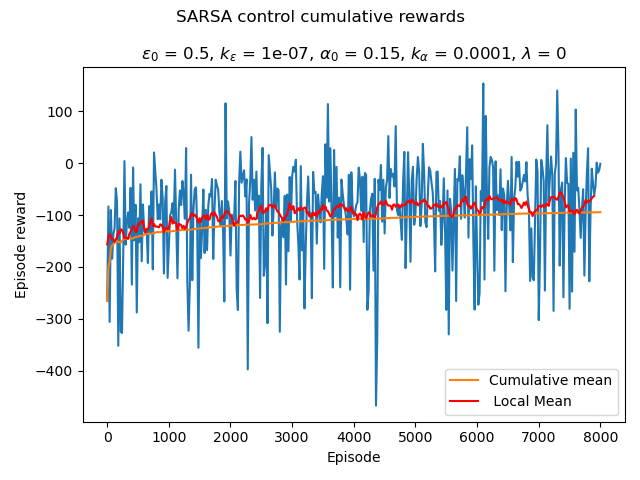 SARSA control cumulative rewards
ε₀ = 0.5, kε = 1e-07, α₀ = 0.15, kα = 0.0001, λ = 0
100
0
−100
−200
−300
−400
Episode reward
Cumulative mean
Local Mean
0 1000 2000 3000 4000 5000 6000 7000 8000
Episode